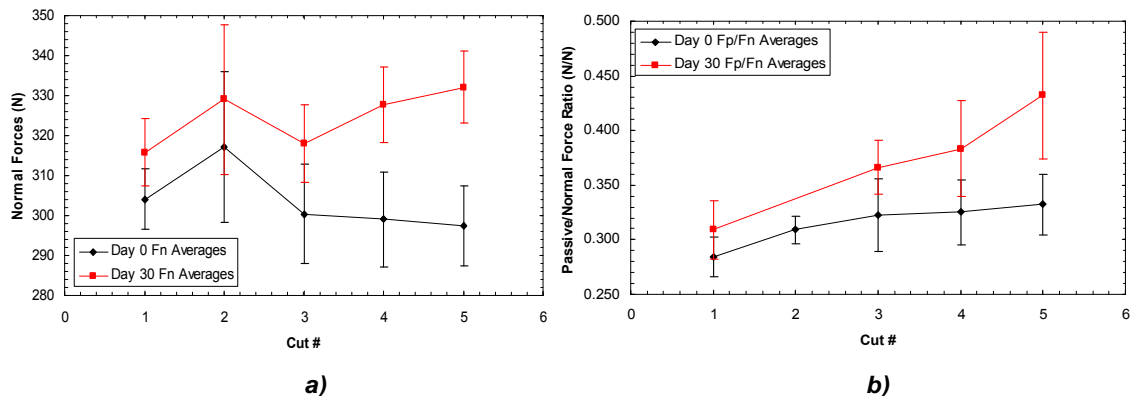 350
340
330
320
310
300
290
280
Normal Forces (N)
Day 0 Fn Averages
Day 30 Fn Averages
0 1 2 3 4 5 6
Cut #
a)
0.500
0.450
0.400
0.350
0.300
0.250
Passive/Normal Force Ratio (N/N)
Day 0 Fp/Fn Averages
Day 30 Fp/Fn Averages
0 1 2 3 4 5 6
Cut #
b)